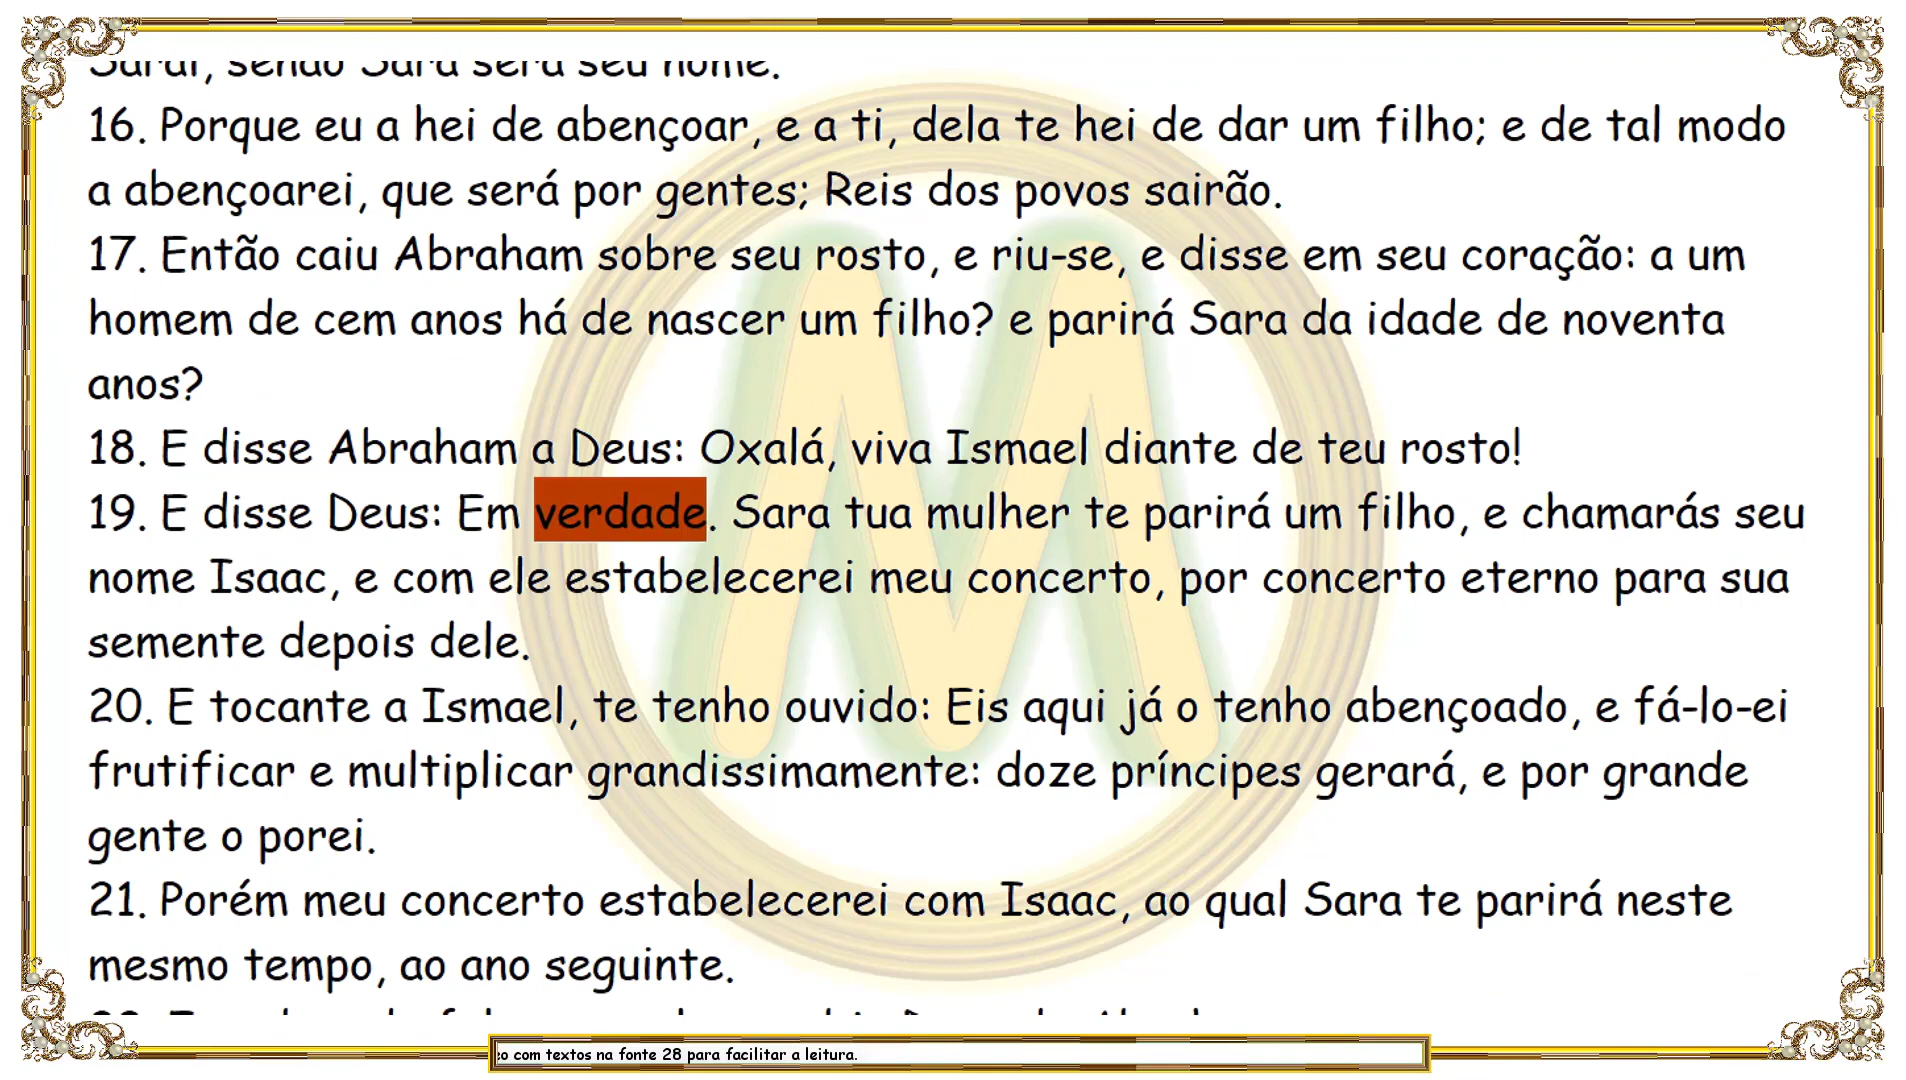 Sarai, sendo Sara será seu nome.
16. Porque eu a hei de abençoar, e a ti, dela te hei de dar um filho; e de tal modo
a abençoarei, que será por gentes; Reis dos povos sairão.
17. Então caiu Abraham sobre seu rosto, e riu-se, e disse em seu coração: a um
homem de cem anos há de nascer um filho? e parirá Sara da idade de noventa
anos?
18. E disse Abraham a Deus: Oxalá, viva Ismael diante de teu rosto!
19. E disse Deus: Em verdade. Sara tua mulher te parirá um filho, e chamarás seu
nome Isaac, e com ele estabelecerei meu concerto, por concerto eterno para sua
semente depois dele.
20. E tocante a Ismael, te tenho ouvido: Eis aqui já o tenho abençoado, e fá-lo-ei
frutificar e multiplicar grandissimamente: doze príncipes gerará, e por grande
gente o porei.
21. Porém meu concerto estabelecerei com Isaac, ao qual Sara te parirá neste
mesmo tempo, ao ano seguinte.
com textos na fonte 28 para facilitar a leitura.